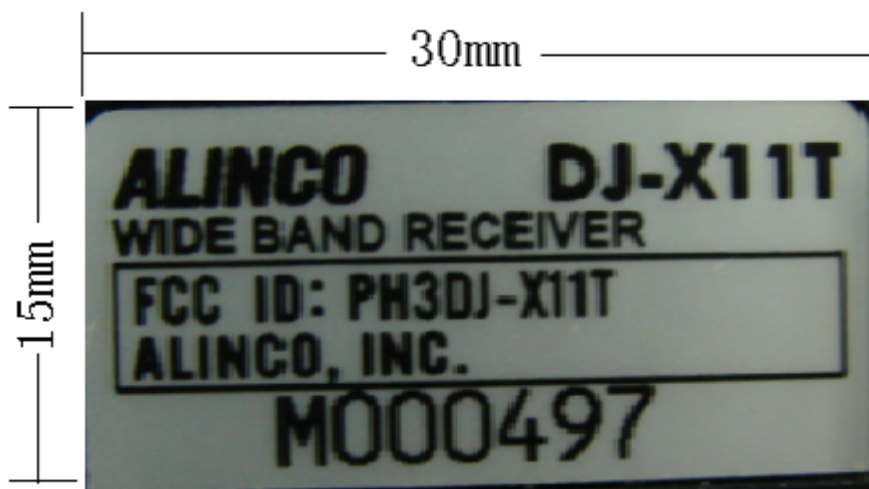 30mm
15mm
ALINCO DJ-X11T
WIDE BAND RECEIVER
FCC ID: PH3DJ-X11T
ALINCO, INC.
M000497